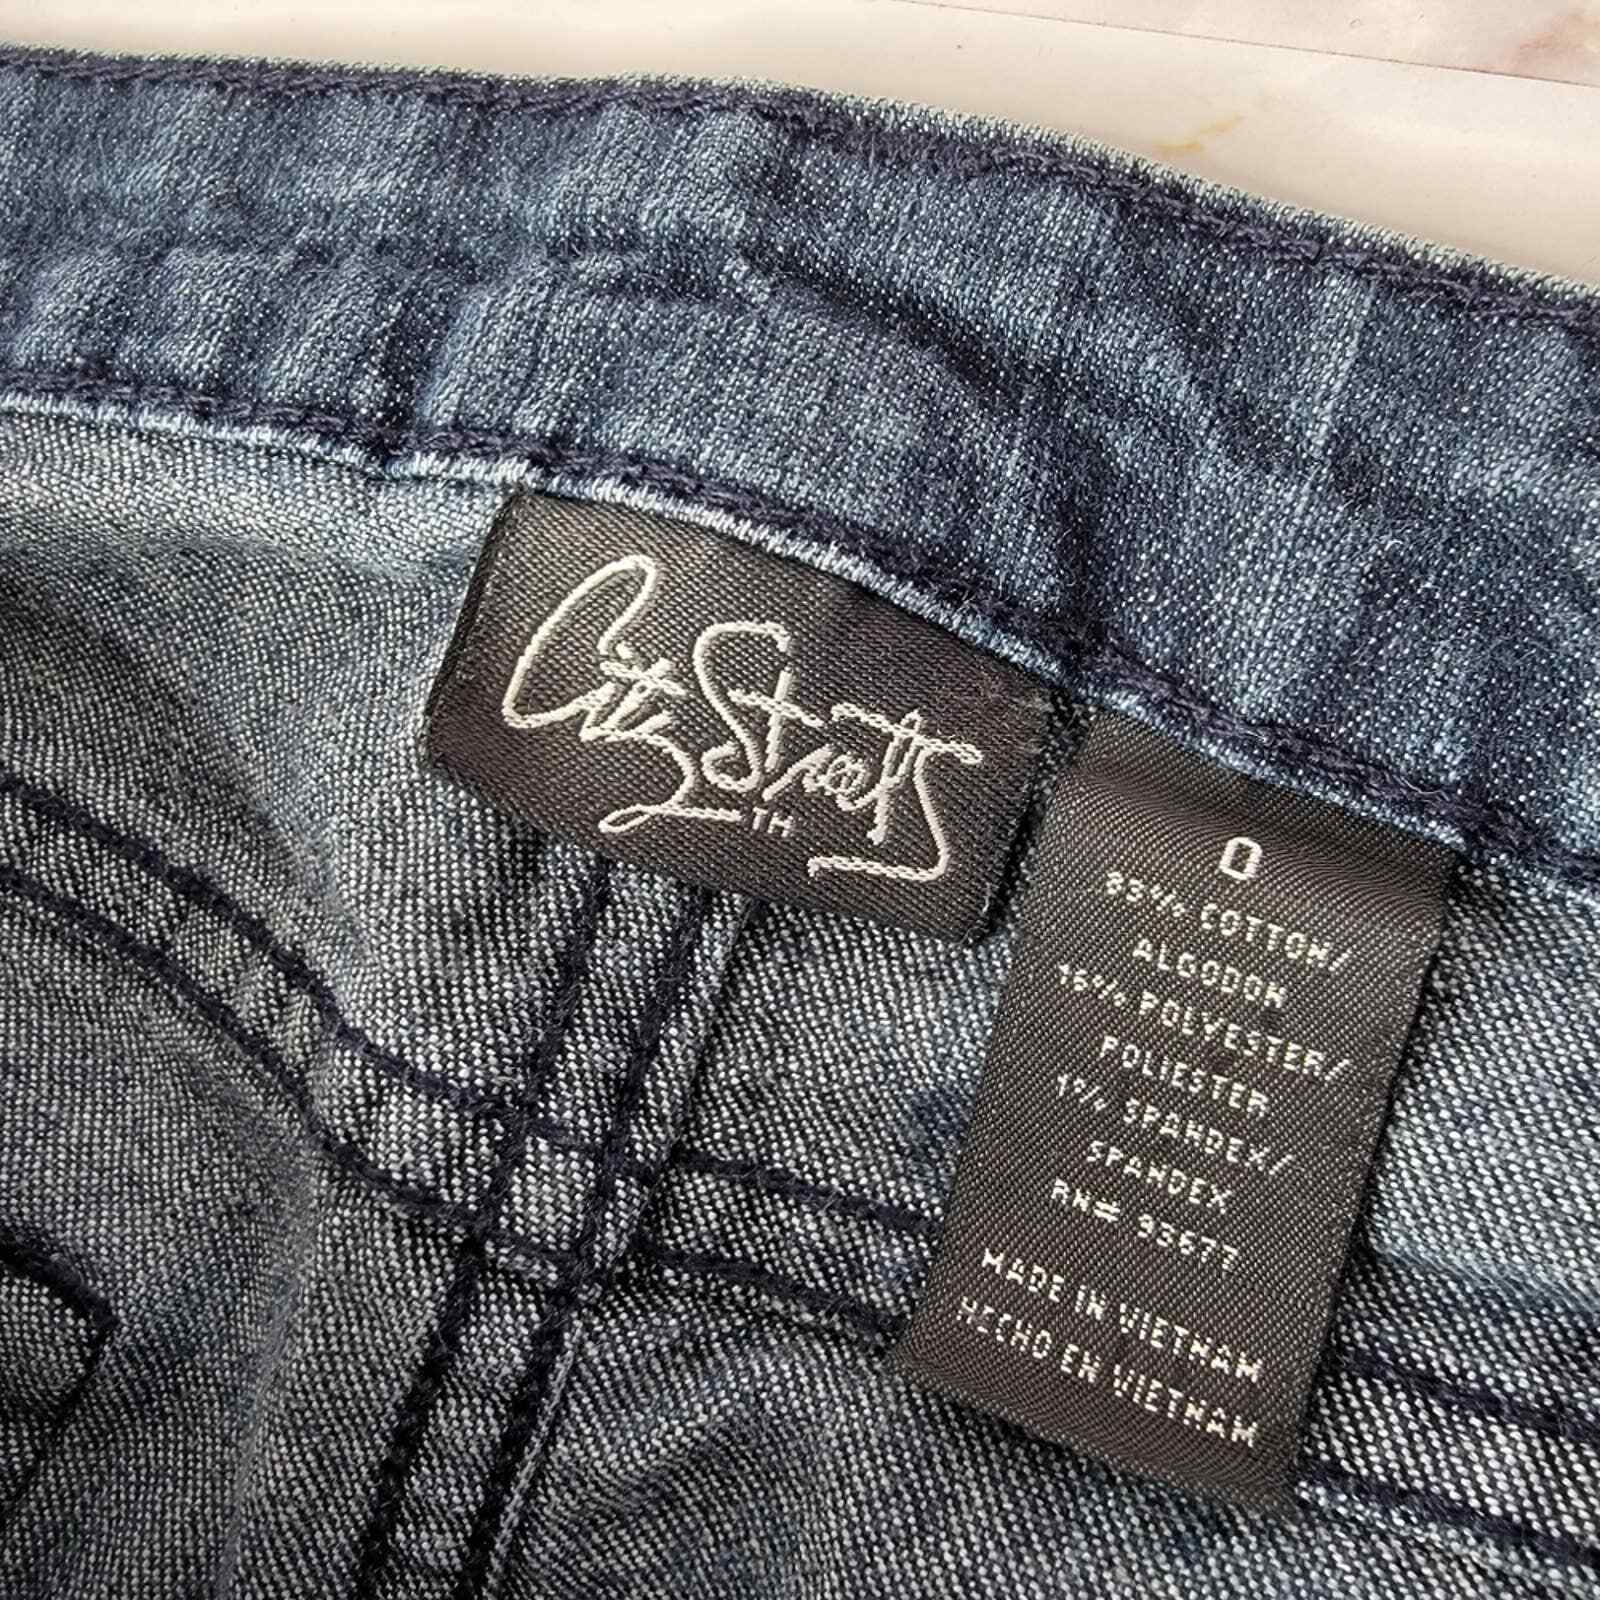 City Streets
TM
0
83% COTTON/
ALGODON
16% POLYESTER/
POLIESTER
1% SPANDEX/
SPANDEX
RN# 93677
MADE IN VIETNAM
HECHO EN VIETNAM